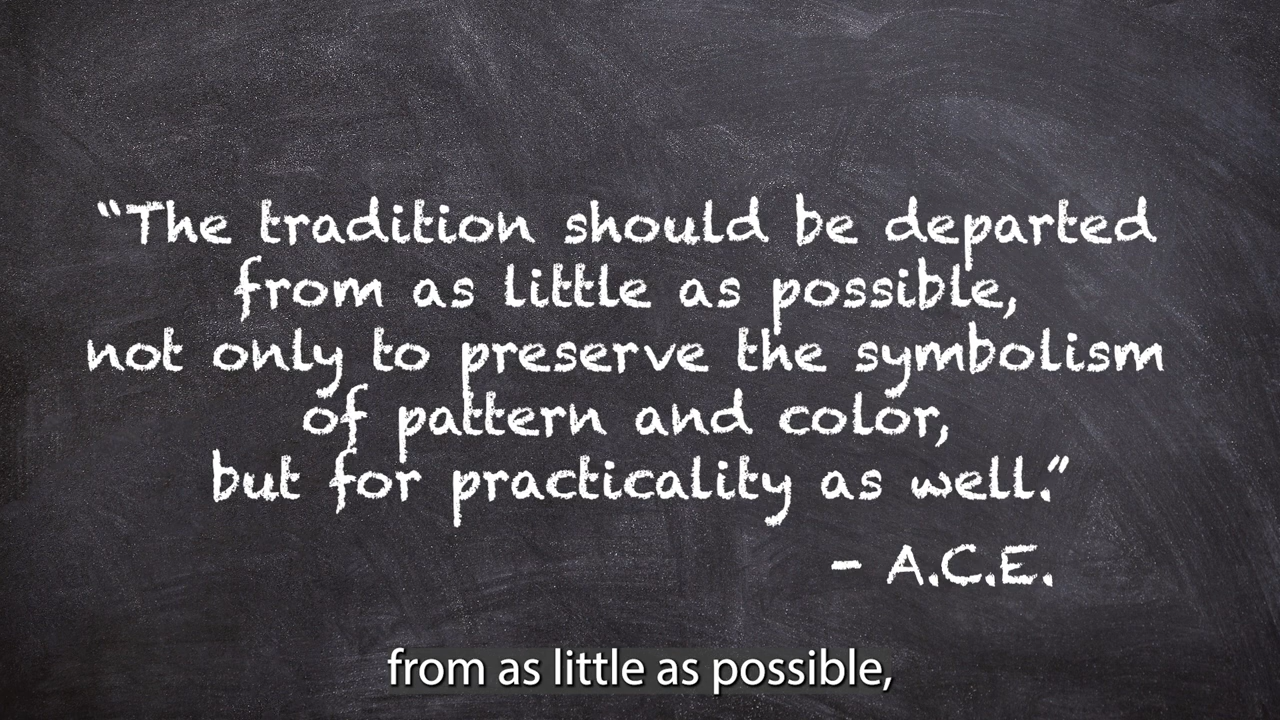 “The tradition should be departed
from as little as possible,
not only to preserve the symbolism
of pattern and color,
but for practicality as well.”
- A.C.E.
from as little as possible,